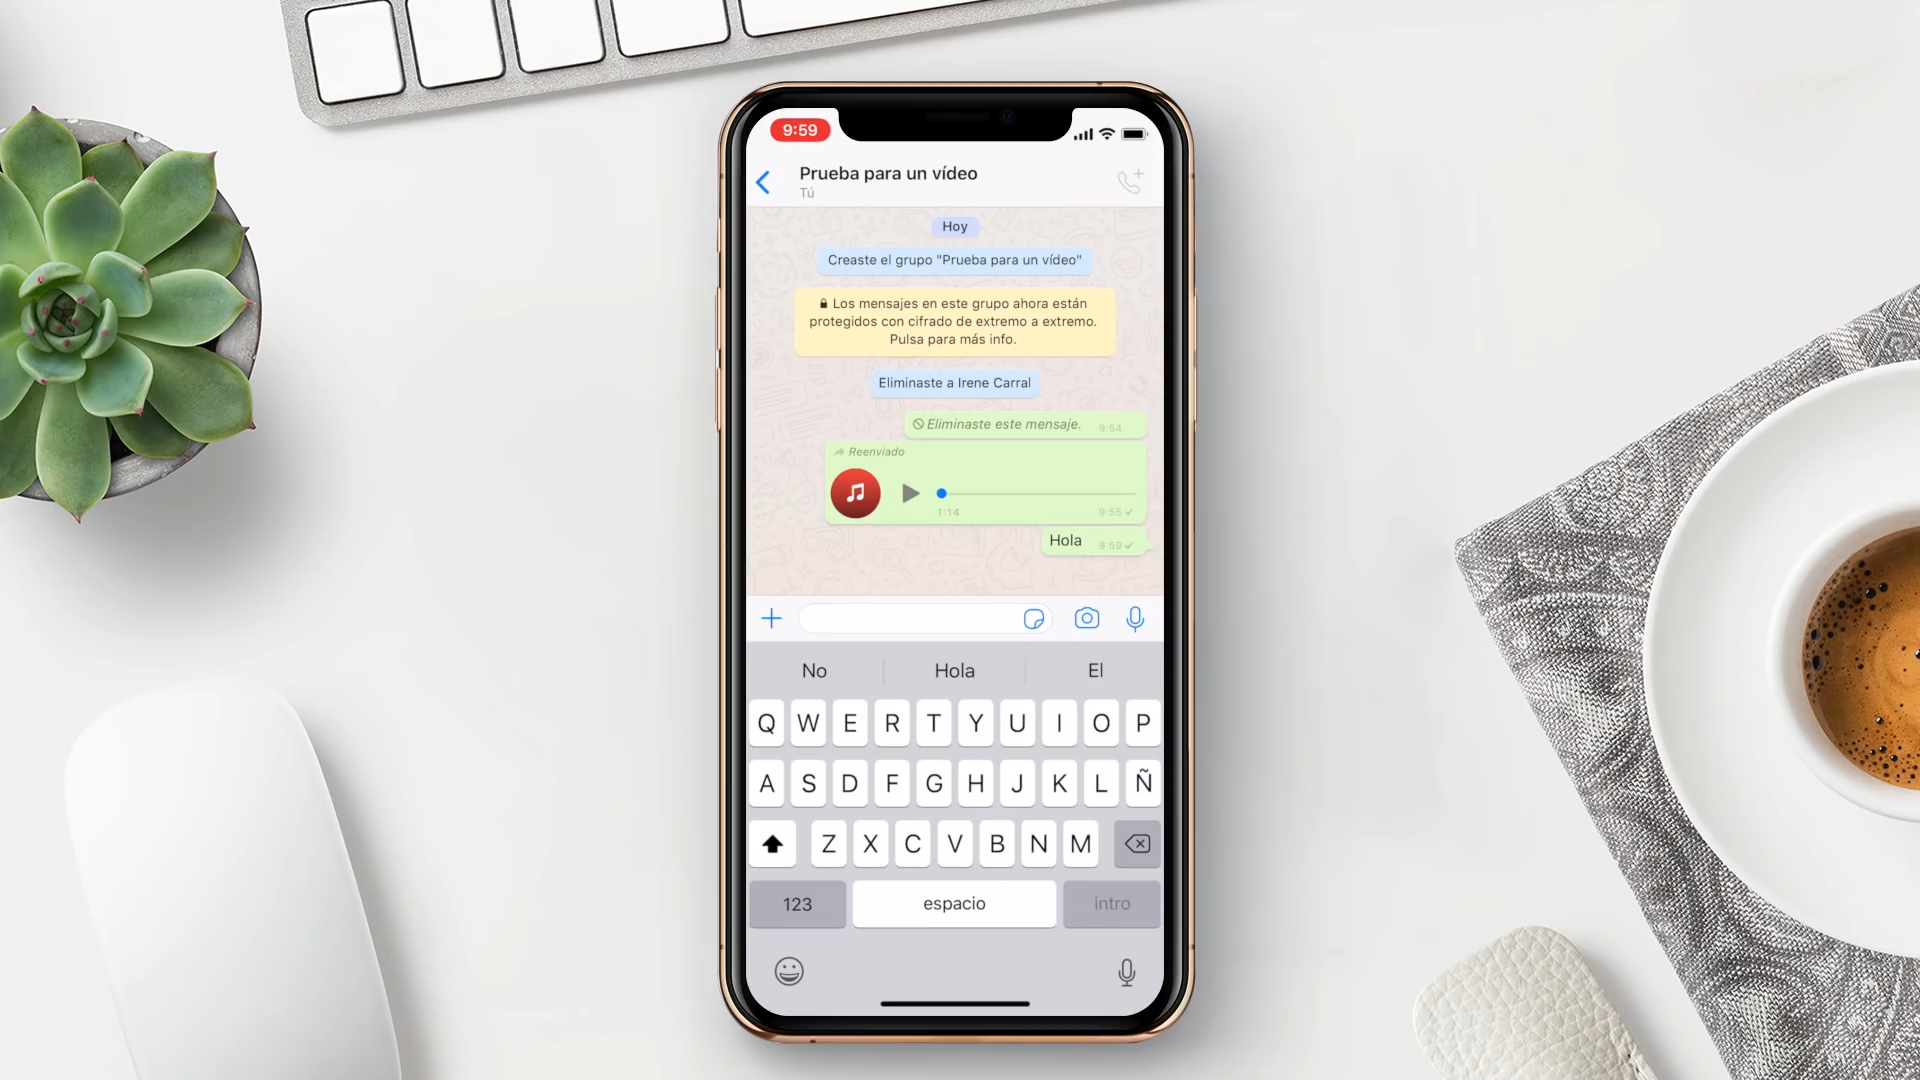 9:59
Prueba para un vídeo
Tú
Hoy
Creaste el grupo "Prueba para un vídeo"
Los mensajes en este grupo ahora están
protegidos con cifrado de extremo a extremo.
Pulsa para más info.
Eliminaste a Irene Carral
Eliminaste este mensaje. 9:54
Reenviado
1:14 9:55
Hola 9:59
No Hola El
Q W E R T Y U I O P
A S D F G H J K L Ñ
Z X C V B N M
123 espacio intro